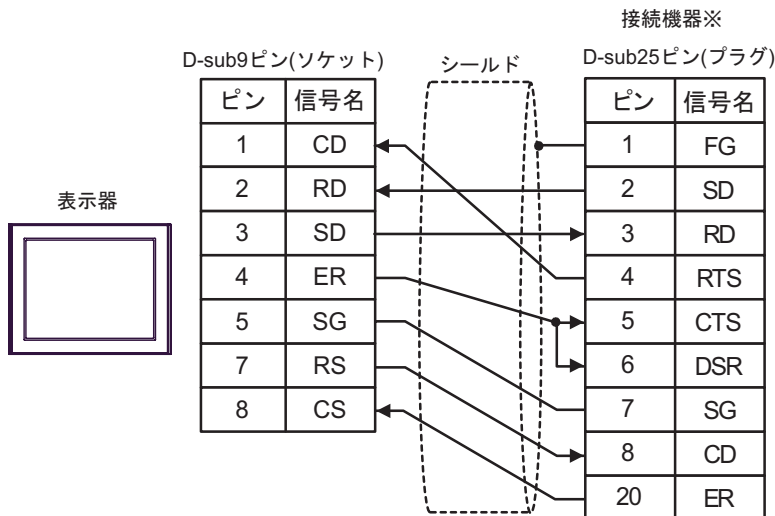 接続機器※
D-sub9ピン(ソケット)
シールド
D-sub25ピン(プラグ)
表示器
ピン 信号名
1 CD
2 RD
3 SD
4 ER
5 SG
7 RS
8 CS
ピン 信号名
1 FG
2 SD
3 RD
4 RTS
5 CTS
6 DSR
7 SG
8 CD
20 ER